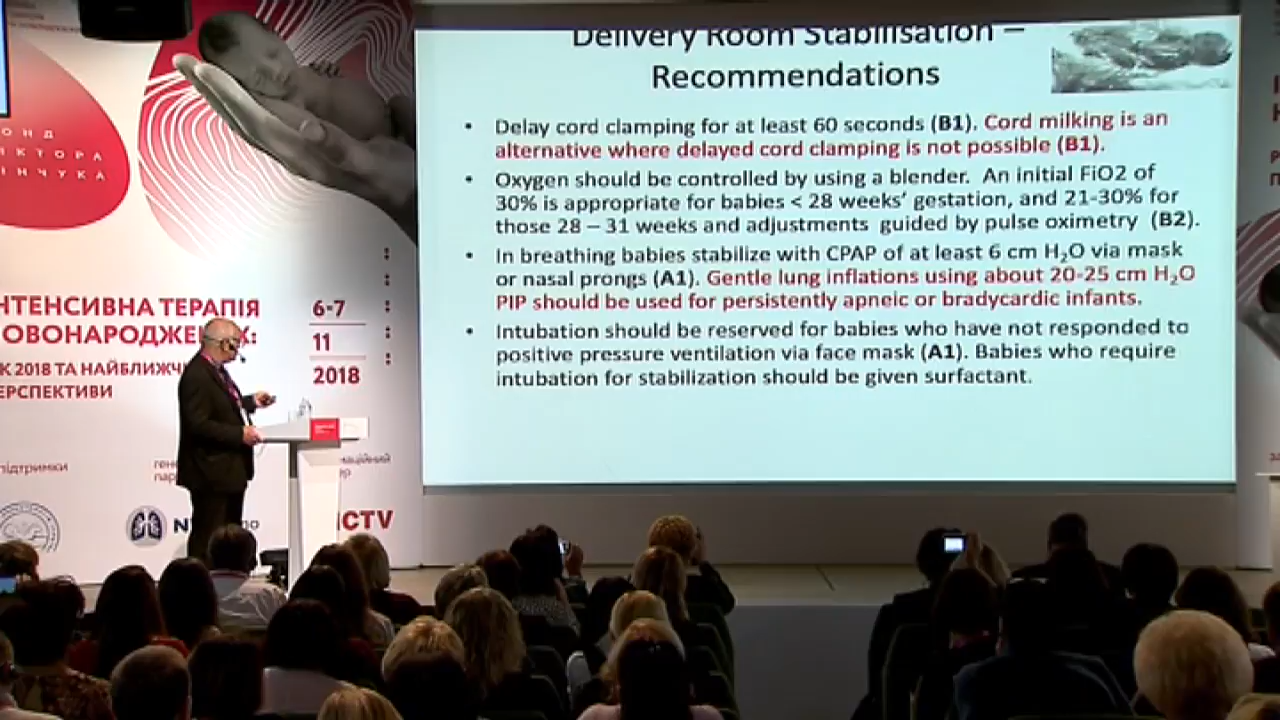 ОНД
КТОРА
ІНЧУКА
НТЕНСИВНА ТЕРАПІЯ
ОВОНАРОДЖЕ Х:
К 2018 ТА НАЙБЛИЖЧ
ЕРСПЕКТИВИ
6-7
11
2018
підтримки
ICTV
Delivery Room Stabilisation –
Recommendations
• Delay cord clamping for at least 60 seconds (B1). Cord milking is an
alternative where delayed cord clamping is not possible (B1).
• Oxygen should be controlled by using a blender. An initial FiO2 of
30% is appropriate for babies < 28 weeks’ gestation, and 21-30% for
those 28 – 31 weeks and adjustments guided by pulse oximetry (B2).
• In breathing babies stabilize with CPAP of at least 6 cm H₂O via mask
or nasal prongs (A1). Gentle lung inflations using about 20-25 cm H₂O
PIP should be used for persistently apneic or bradycardic infants.
• Intubation should be reserved for babies who have not responded to
positive pressure ventilation via face mask (A1). Babies who require
intubation for stabilization should be given surfactant.